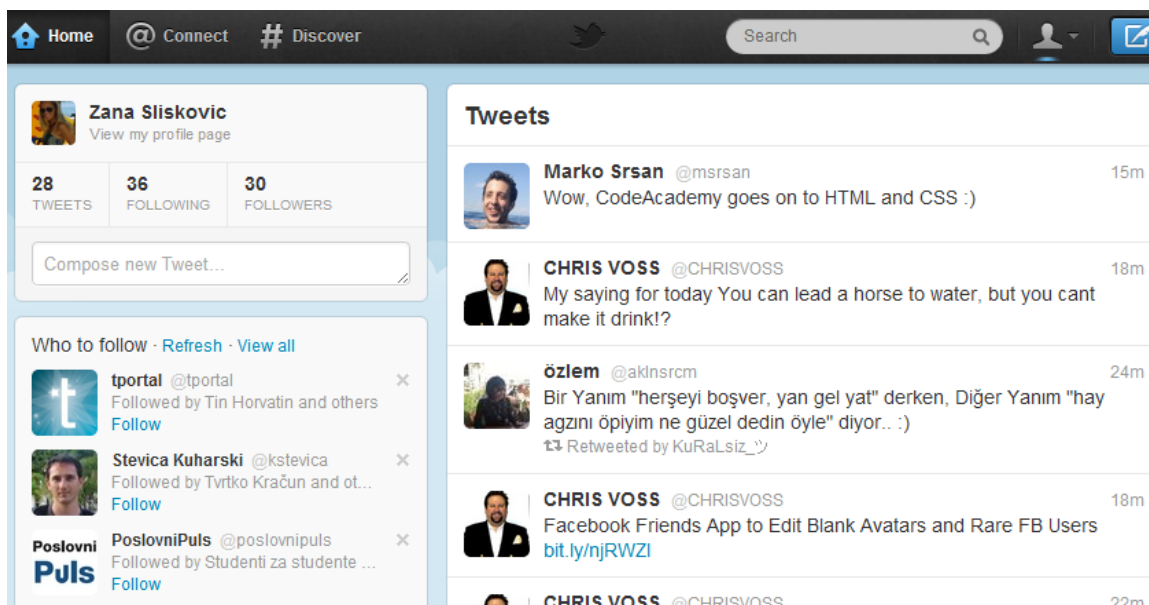 Home
Connect
Discover
Search
Zana Sliskovic
View my profile page
28 36 30
TWEETS FOLLOWING FOLLOWERS
Compose new Tweet...
Who to follow · Refresh · View all
tportal @tportal
Followed by Tin Horvatin and others
Follow
Stevica Kuharski @kstevica
Followed by Tvrtko Kračun and ot...
Follow
Poslovni
Puls
PoslovniPuls @poslovnipuls
Followed by Studenti za studente ...
Follow
Tweets
Marko Srsan @msrsan 15m
Wow, CodeAcademy goes on to HTML and CSS :)
CHRIS VOSS @CHRISVOSS 18m
My saying for today You can lead a horse to water, but you cant
make it drink!?
özlem @aklnsrcm 24m
Bir Yanım "herşeyi boşver, yan gel yat" derken, Diğer Yanım "hay
agzını öpiyim ne güzel dedin öyle" diyor.. :)
Retweeted by KuRaLsiz_ツ
CHRIS VOSS @CHRISVOSS 18m
Facebook Friends App to Edit Blank Avatars and Rare FB Users
bit.ly/njRWZl
CHRIS VOSS @CHRISVOSS 22m